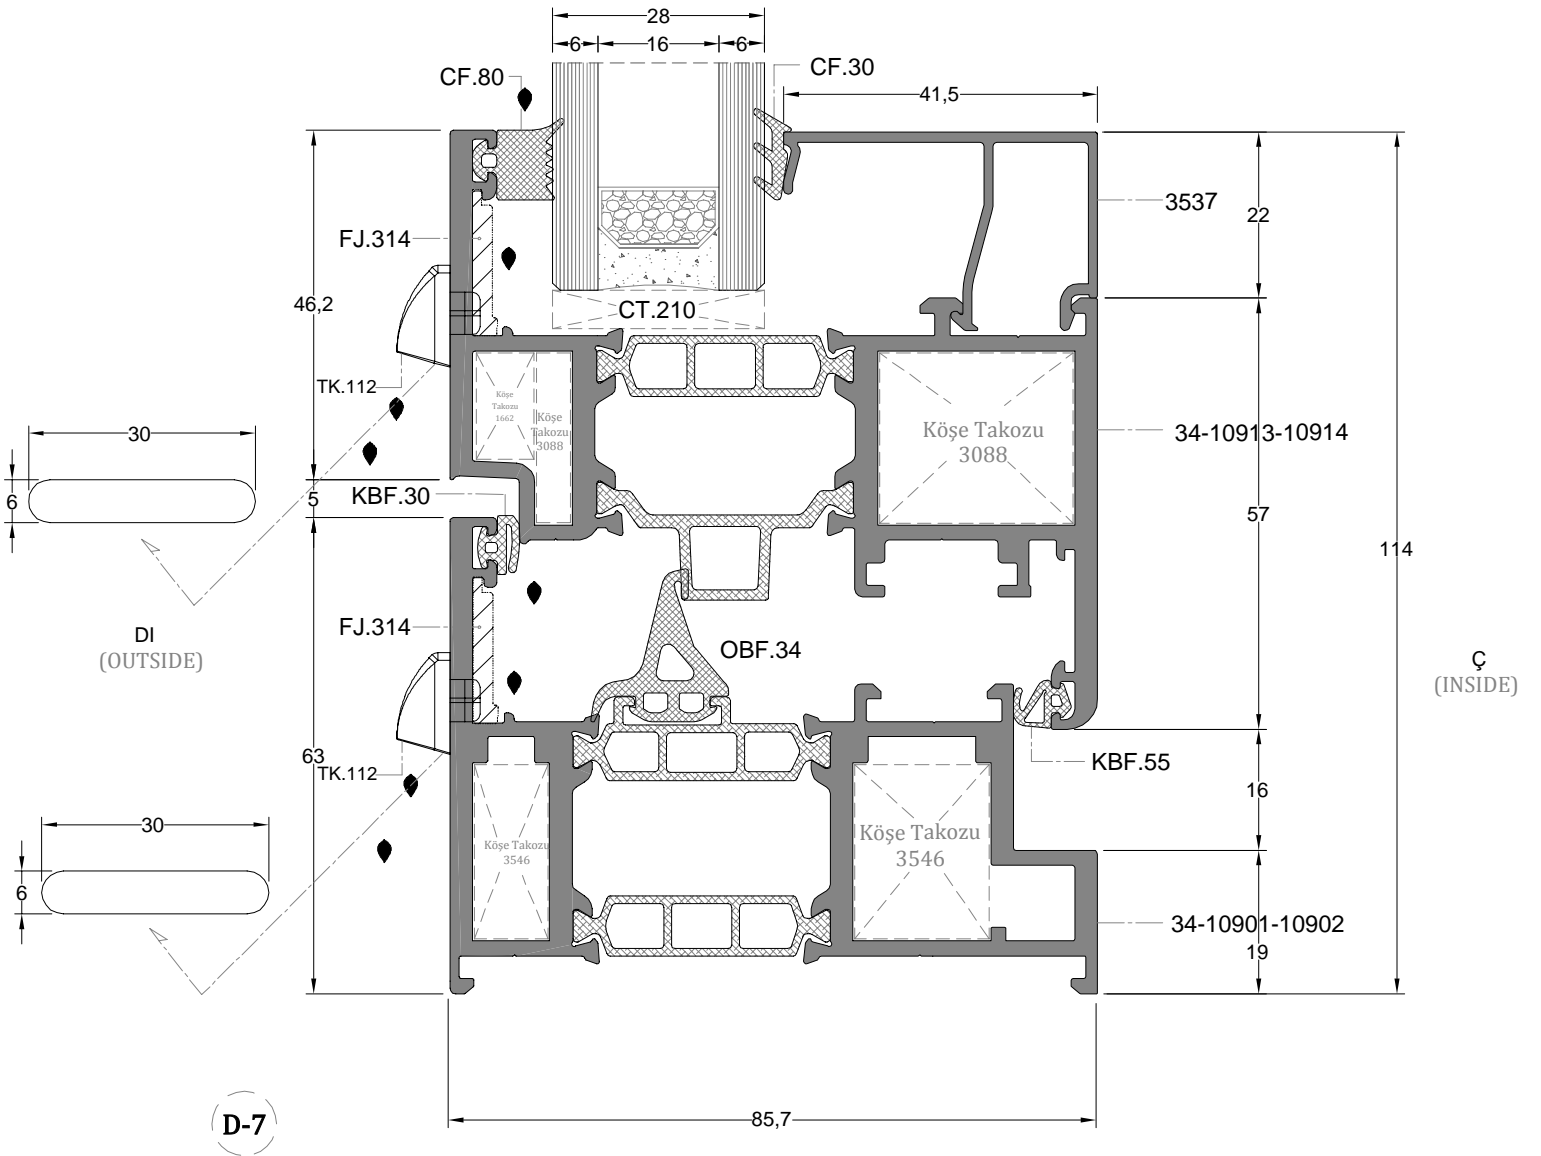 28
6
16
6
CF.80
CF.30
41,5
3537
22
FJ.314
46,2
CT.210
TK.112
Köşe
Takozu
1662
Köşe
Takozu
3088
Köşe Takozu
3088
34-10913-10914
30
6
5
KBF.30
57
114
DI
(OUTSIDE)
FJ.314
OBF.34
Ç
(INSIDE)
63
TK.112
KBF.55
16
30
6
Köşe Takozu
3546
Köşe Takozu
3546
34-10901-10902
19
85,7
D-7